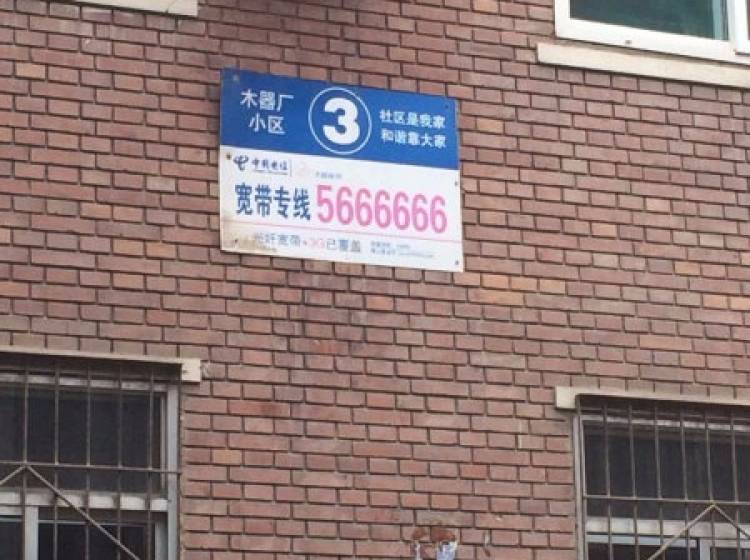 木器厂
小区
3
社区是我家
和谐靠大家
中国电信
宽带专线 5666666
光纤宽带+3G已覆盖